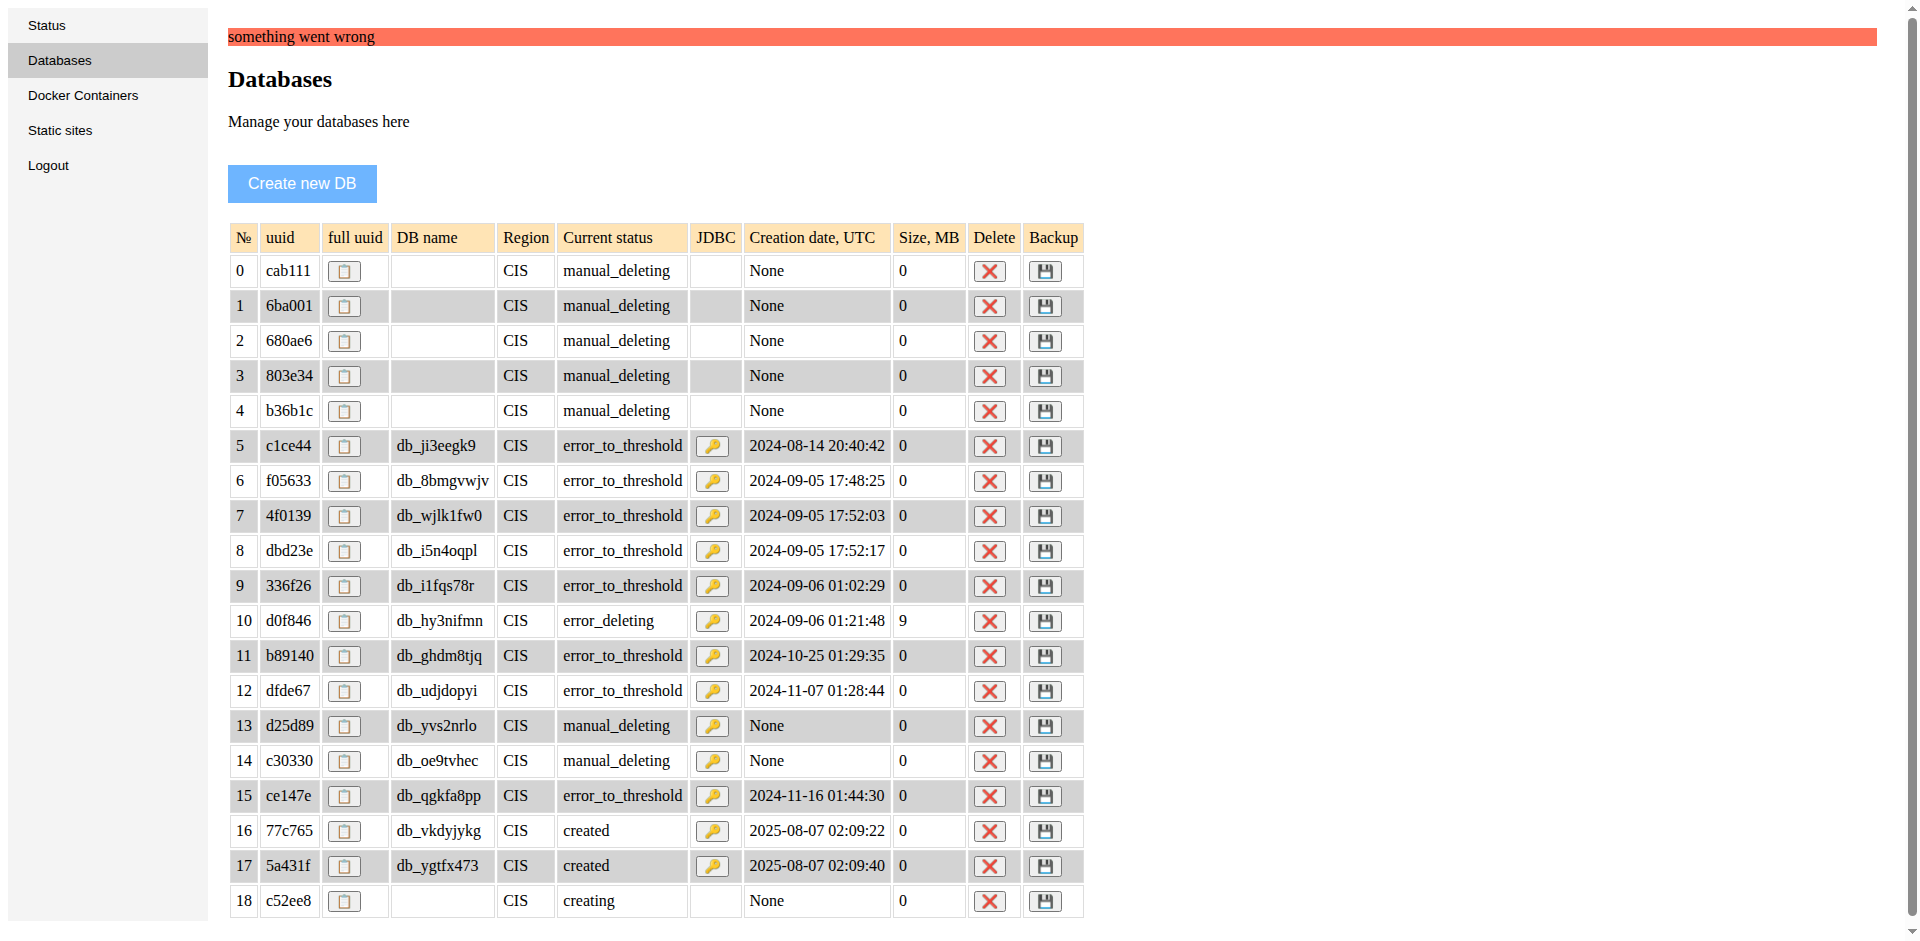 Status
Databases
Docker Containers
Static sites
Logout
something went wrong
Databases
Manage your databases here
Create new DB
№ uuid full uuid DB name Region Current status JDBC Creation date, UTC Size, MB Delete Backup
0 cab111 CIS manual_deleting None 0
1 6ba001 CIS manual_deleting None 0
2 680ae6 CIS manual_deleting None 0
3 803e34 CIS manual_deleting None 0
4 b36b1c CIS manual_deleting None 0
5 c1ce44 db_ji3eegk9 CIS error_to_threshold 2024-08-14 20:40:42 0
6 f05633 db_8bmgvwjv CIS error_to_threshold 2024-09-05 17:48:25 0
7 4f0139 db_wjlk1fw0 CIS error_to_threshold 2024-09-05 17:52:03 0
8 dbd23e db_i5n4oqpl CIS error_to_threshold 2024-09-05 17:52:17 0
9 336f26 db_i1fqs78r CIS error_to_threshold 2024-09-06 01:02:29 0
10 d0f846 db_hy3nifmn CIS error_deleting 2024-09-06 01:21:48 9
11 b89140 db_ghdm8tjq CIS error_to_threshold 2024-10-25 01:29:35 0
12 dfde67 db_udjdopyi CIS error_to_threshold 2024-11-07 01:28:44 0
13 d25d89 db_yvs2nrlo CIS manual_deleting None 0
14 c30330 db_oe9tvhec CIS manual_deleting None 0
15 ce147e db_qgkfa8pp CIS error_to_threshold 2024-11-16 01:44:30 0
16 77c765 db_vkdyjykg CIS created 2025-08-07 02:09:22 0
17 5a431f db_ygtfx473 CIS created 2025-08-07 02:09:40 0
18 c52ee8 CIS creating None 0